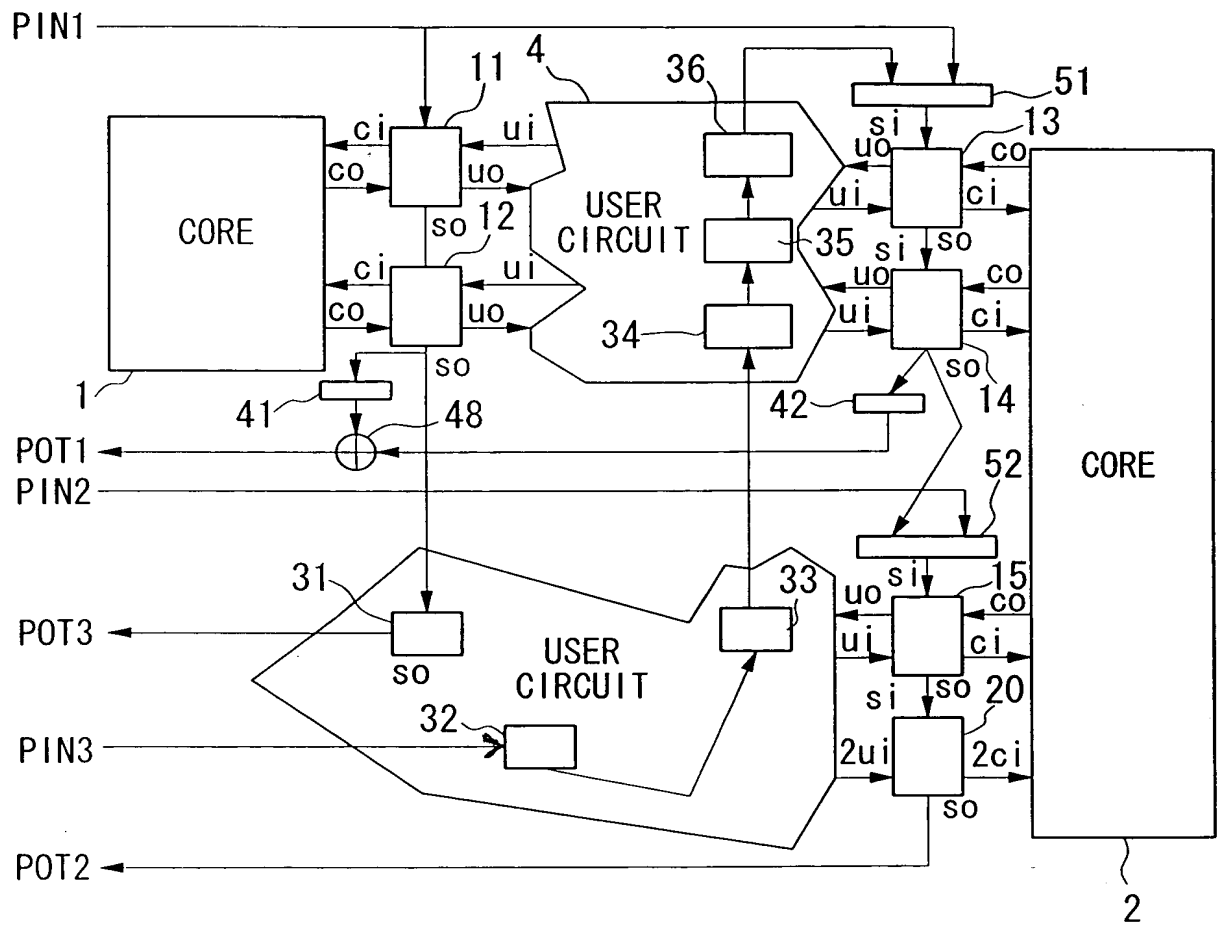 PIN1
4
36
51
11
si
13
ci
ui
uo
co
co
uo
ui
ci
CORE
USER
CIRCUIT
so
12
35
si
so
ci
ui
uo
co
co
uo
34
ui
ci
so
so
1
41
42
14
48
POT1
CORE
PIN2
52
31
33
si
15
uo
co
POT3
USER
CIRCUIT
ui
ci
so
si
so
20
32
PIN3
2ui
2ci
so
POT2
2